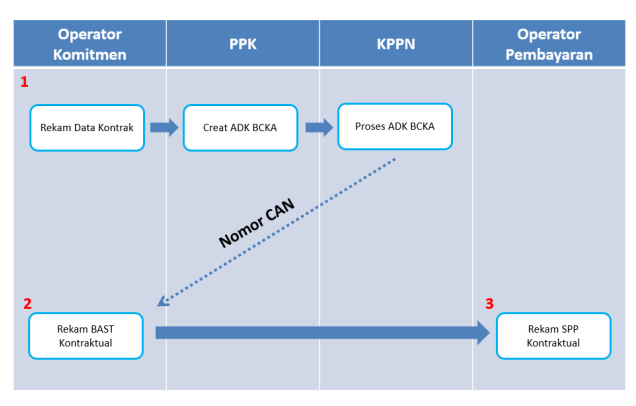 Operator
Komitmen
PPK
KPPN
Operator
Pembayaran
1
Rekam Data Kontrak
Creat ADK BCKA
Proses ADK BCKA
Nomor CAN
2
3
Rekam BAST
Kontraktual
Rekam SPP
Kontraktual